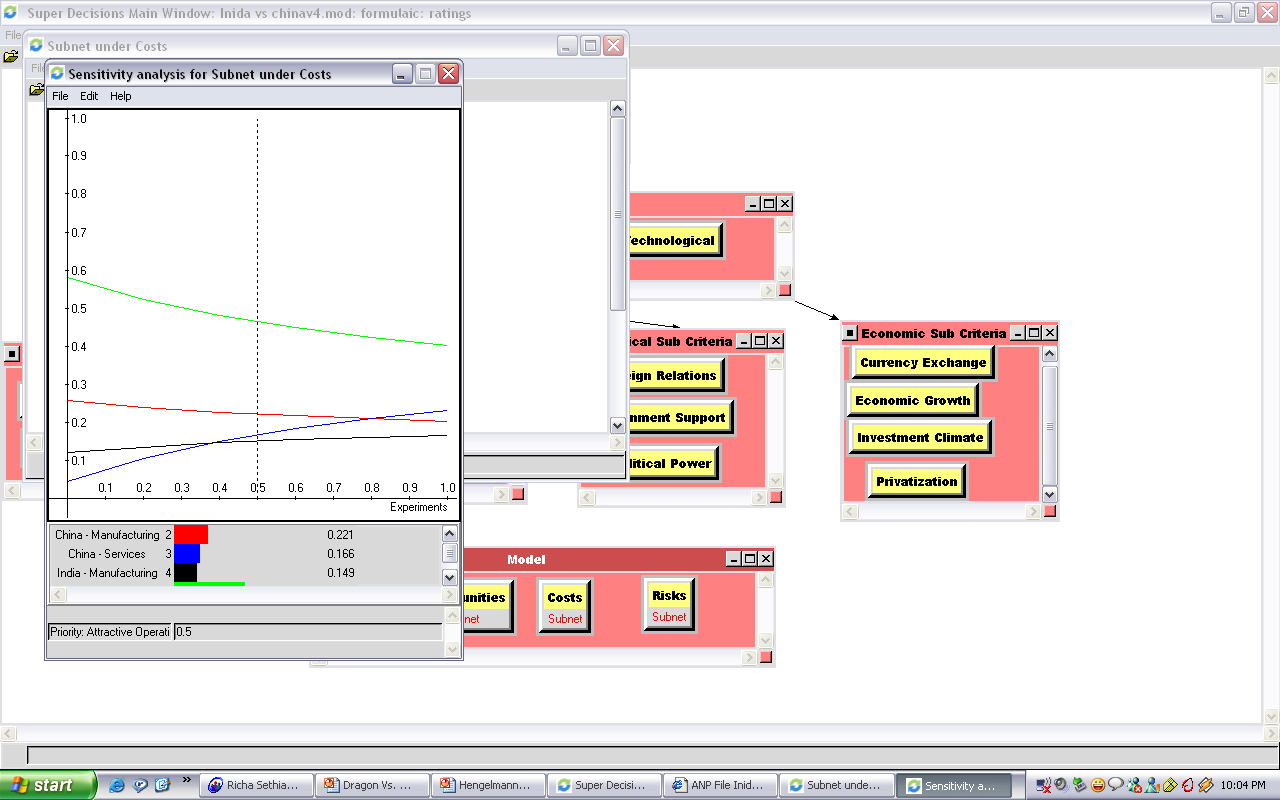 Super Decisions Main Window: Inida vs chinav4.mod: formulaic: ratings
File
Subnet under Costs
Sensitivity analysis for Subnet under Costs
File Edit Help
1.0
0.9
0.8
0.7
0.6
0.5
0.4
0.3
0.2
0.1
0.1 0.2 0.3 0.4 0.5 0.6 0.7 0.8 0.9 1.0
Experiments
China - Manufacturing 2 0.221
China - Services 3 0.166
India - Manufacturing 4 0.149
Priority: Attractive Operati 0.5
echnological
ical Sub Criteria
ign Relations
nment Support
litical Power
Economic Sub Criteria
Currency Exchange
Economic Growth
Investment Climate
Privatization
Model
unities
net
Costs
Subnet
Risks
Subnet
start
Richa Sethia...
Dragon Vs. ...
Hengelmann...
Super Decisi...
ANP File Inid...
Subnet unde...
Sensitivity a...
10:04 PM